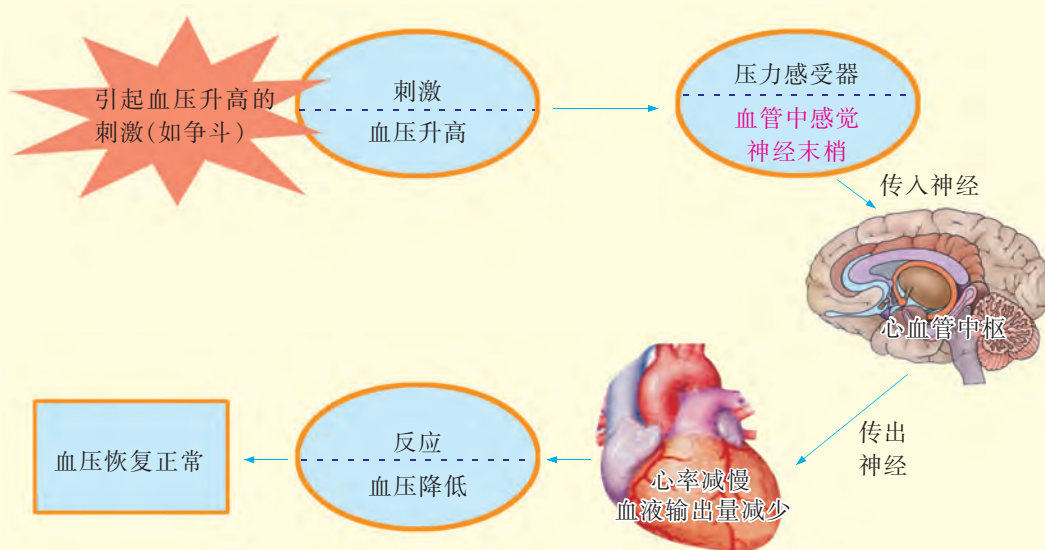 引起血压升高的
刺激(如争斗)
刺激
血压升高
压力感受器
血管中感觉
神经末梢
传入神经
心血管中枢
传出
神经
心率减慢
血液输出量减少
反应
血压降低
血压恢复正常